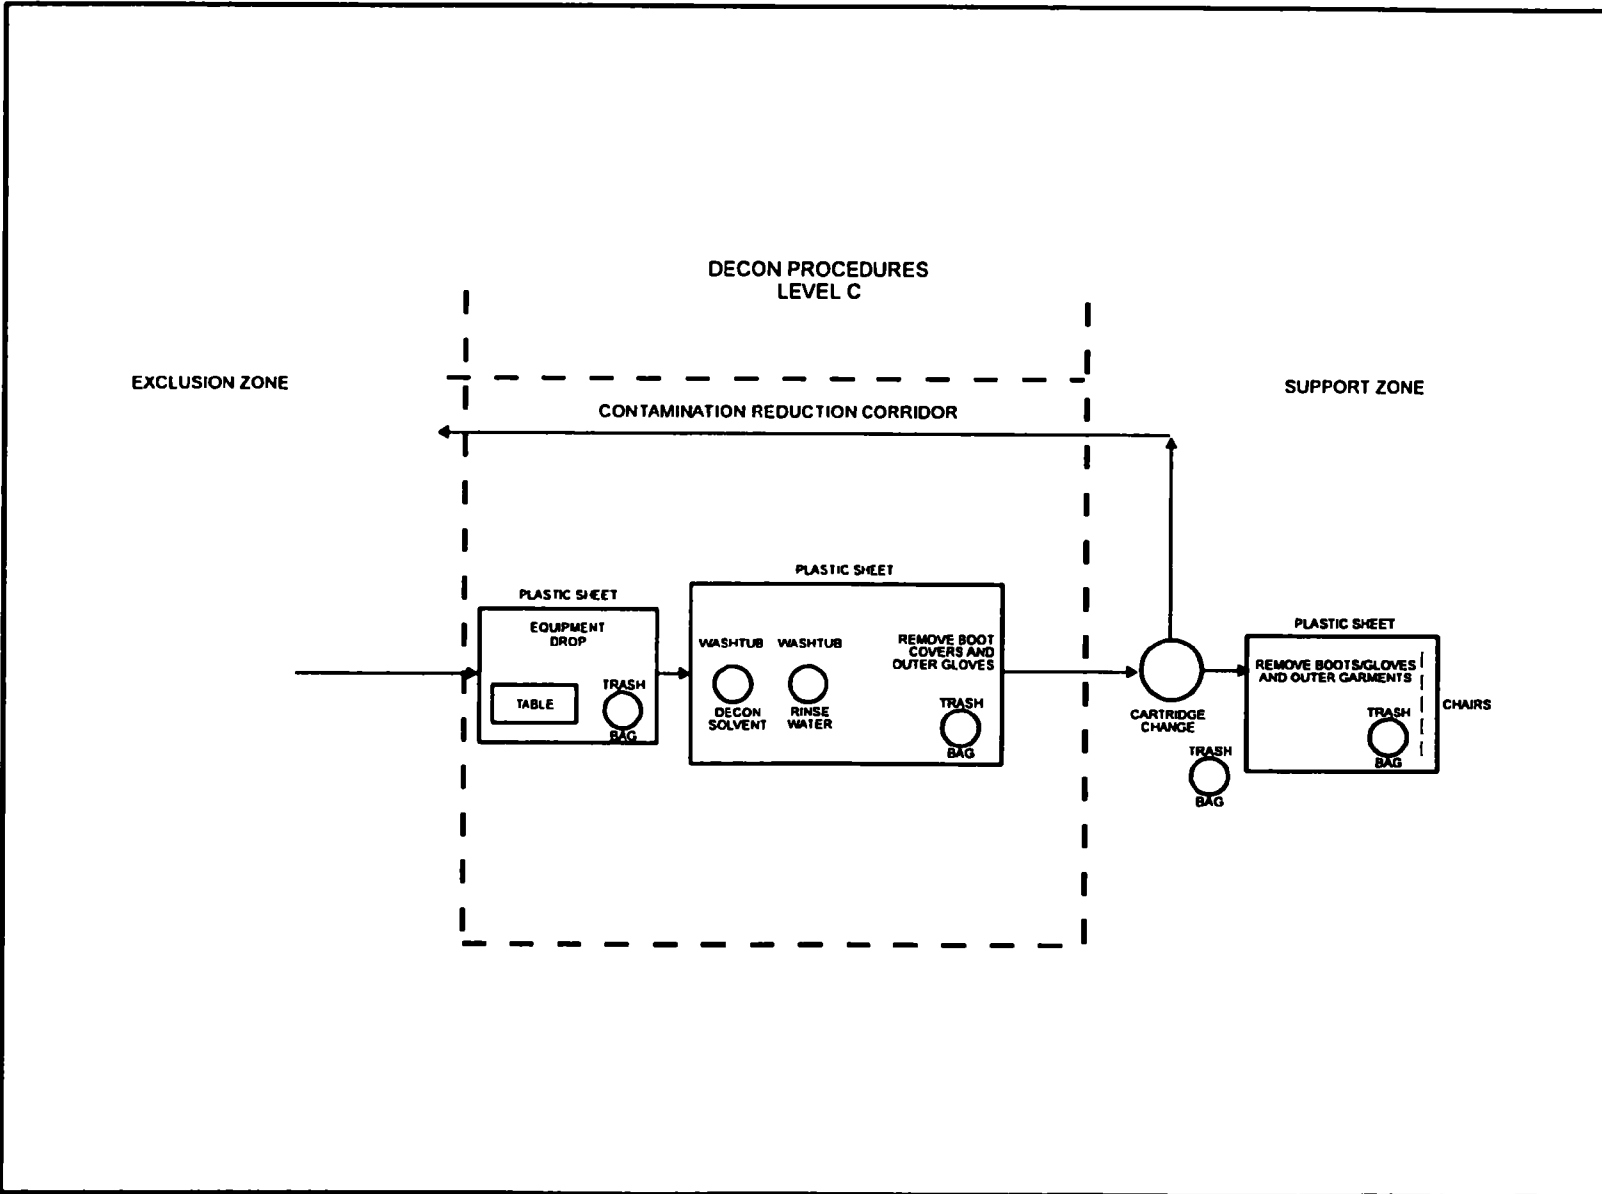 DECON PROCEDURES
LEVEL C
EXCLUSION ZONE
SUPPORT ZONE
CONTAMINATION REDUCTION CORRIDOR
PLASTIC SHEET
EQUIPMENT
DROP
TABLE
TRASH
BAG
PLASTIC SHEET
WASHTUB
DECON
SOLVENT
WASHTUB
RINSE
WATER
REMOVE BOOT
COVERS AND
OUTER GLOVES
TRASH
BAG
CARTRIDGE
CHANGE
TRASH
BAG
PLASTIC SHEET
REMOVE BOOTS/GLOVES
AND OUTER GARMENTS
TRASH
BAG
CHAIRS